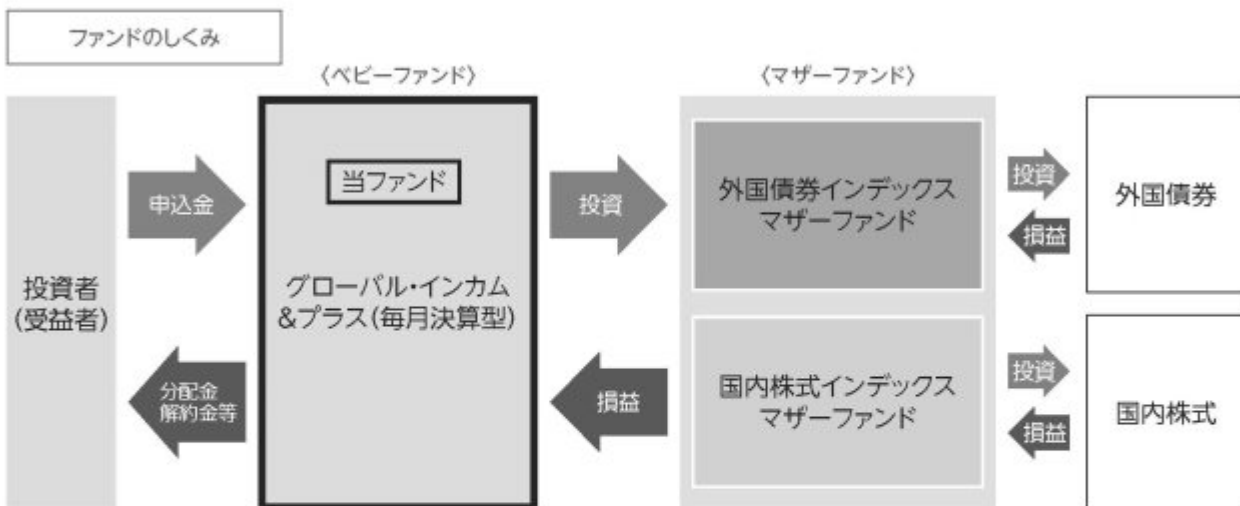 ファンドのしくみ
〈ベビーファンド〉
〈マザーファンド〉
投資者
(受益者)
申込金
分配金
解約金等
当ファンド
グローバル・インカム
&プラス(毎月決算型)
投資
損益
外国債券インデックス
マザーファンド
国内株式インデックス
マザーファンド
投資
損益
外国債券
投資
損益
国内株式